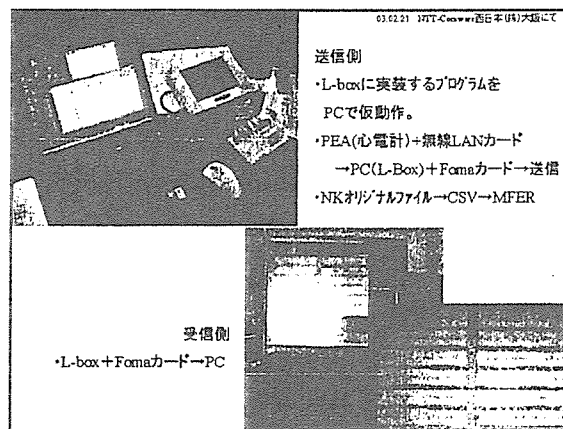 03.02.21 NTT-Comware西日本(株)大阪にて
送信側
・L-boxに実装するプログラムを
PCで仮動作。
・PEA(心電計)+無線LANカード
→PC(L-Box)+Fomaカード→送信
・NKオリジナルファイル→CSV→MFER
受信側
・L-box+Fomaカード→PC